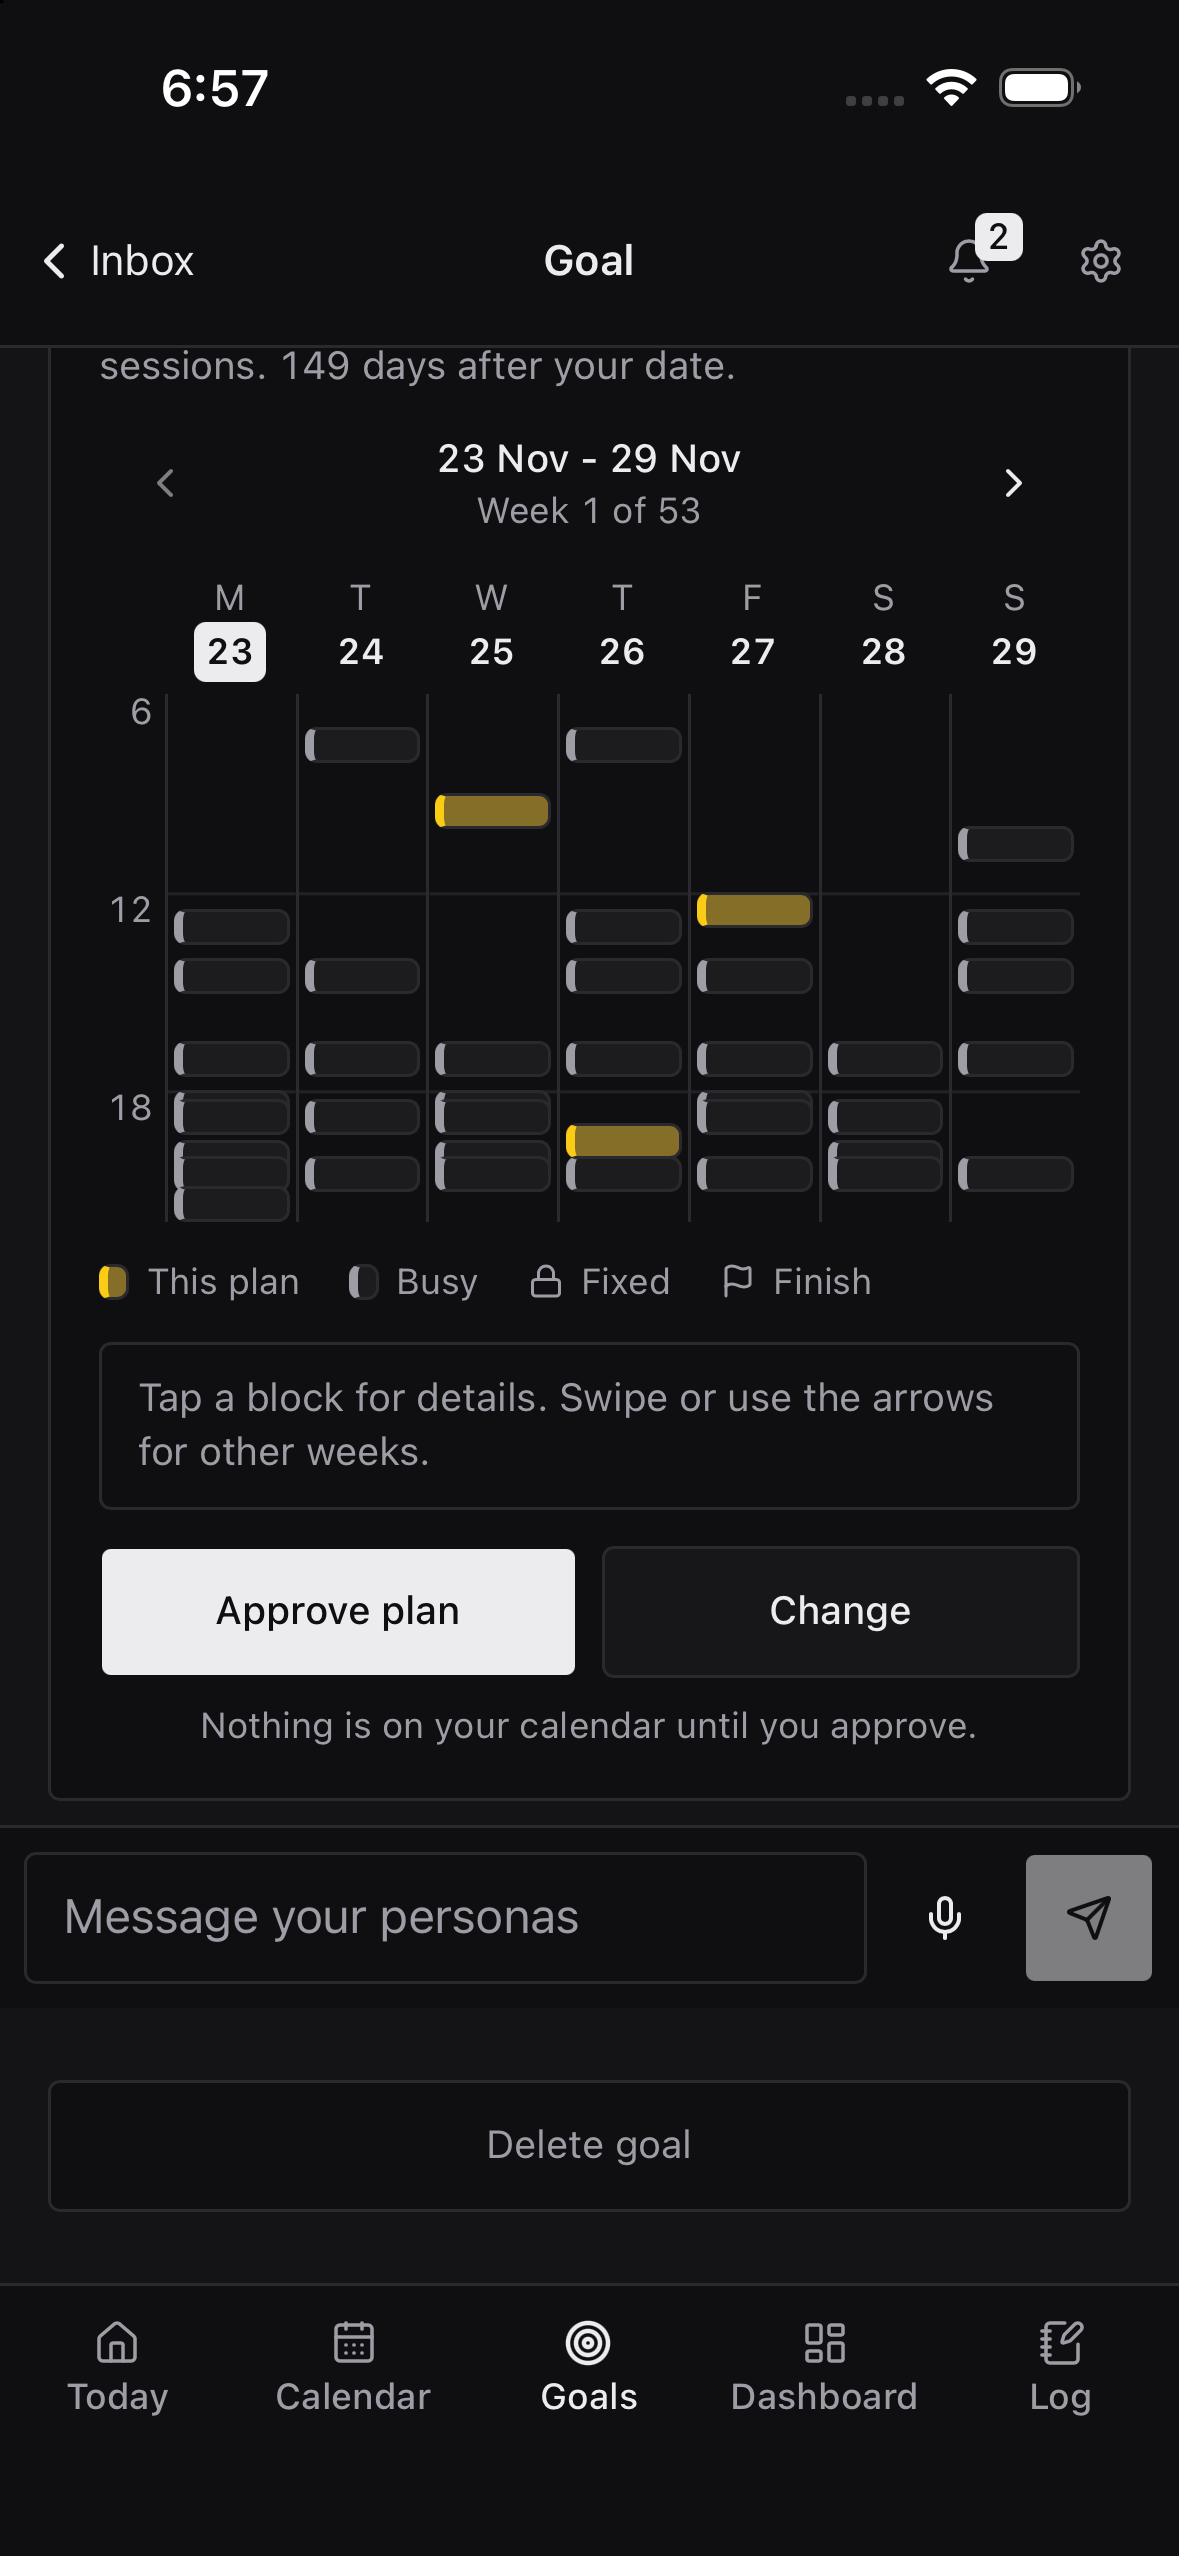 6:57
Inbox
Goal
2
sessions. 149 days after your date.
23 Nov - 29 Nov
Week 1 of 53
M T W T F S S
23 24 25 26 27 28 29
6
12
18
This plan Busy Fixed Finish
Tap a block for details. Swipe or use the arrows
for other weeks.
Approve plan
Change
Nothing is on your calendar until you approve.
Message your personas
Delete goal
Today Calendar Goals Dashboard Log